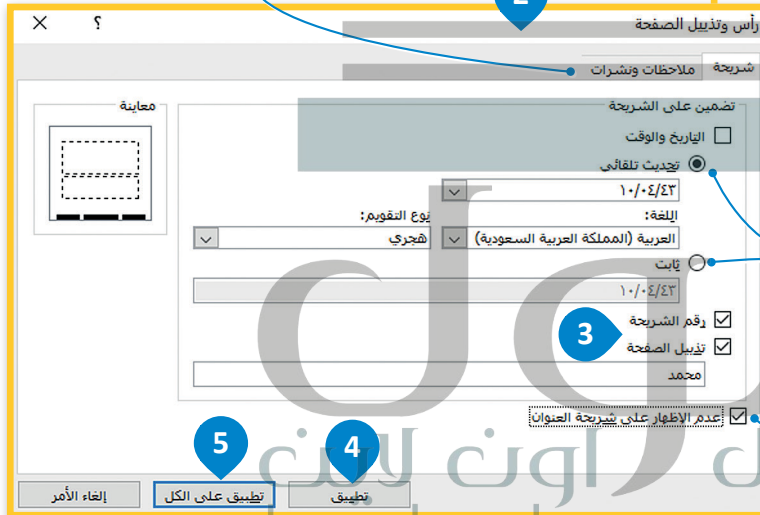 2
رأس وتذييل الصفحة
؟
×
شريحة
ملاحظات ونشرات
تضمين على الشريحة
معاينة
التاريخ والوقت
تحديث تلقائي
١٠/٠٤/٤٣
اللغة:
نوع التقويم:
العربية (المملكة العربية السعودية)
هجري
ثابت
١٠/٠٤/٤٣
رقم الشريحة
3
تذييل الصفحة
محمد
عدم الإظهار على شريحة العنوان
5
4
اون لاين
تطبيق
تطبيق على الكل
إلغاء الأمر